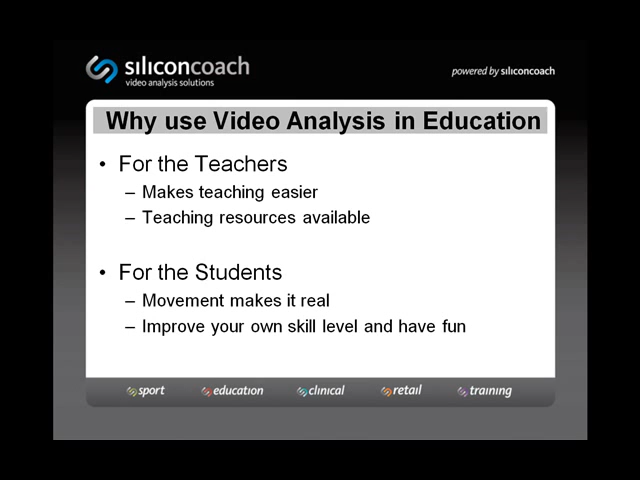 siliconcoach
video analysis solutions
powered by siliconcoach
Why use Video Analysis in Education
• For the Teachers
– Makes teaching easier
– Teaching resources available
• For the Students
– Movement makes it real
– Improve your own skill level and have fun
sport education clinical retail training